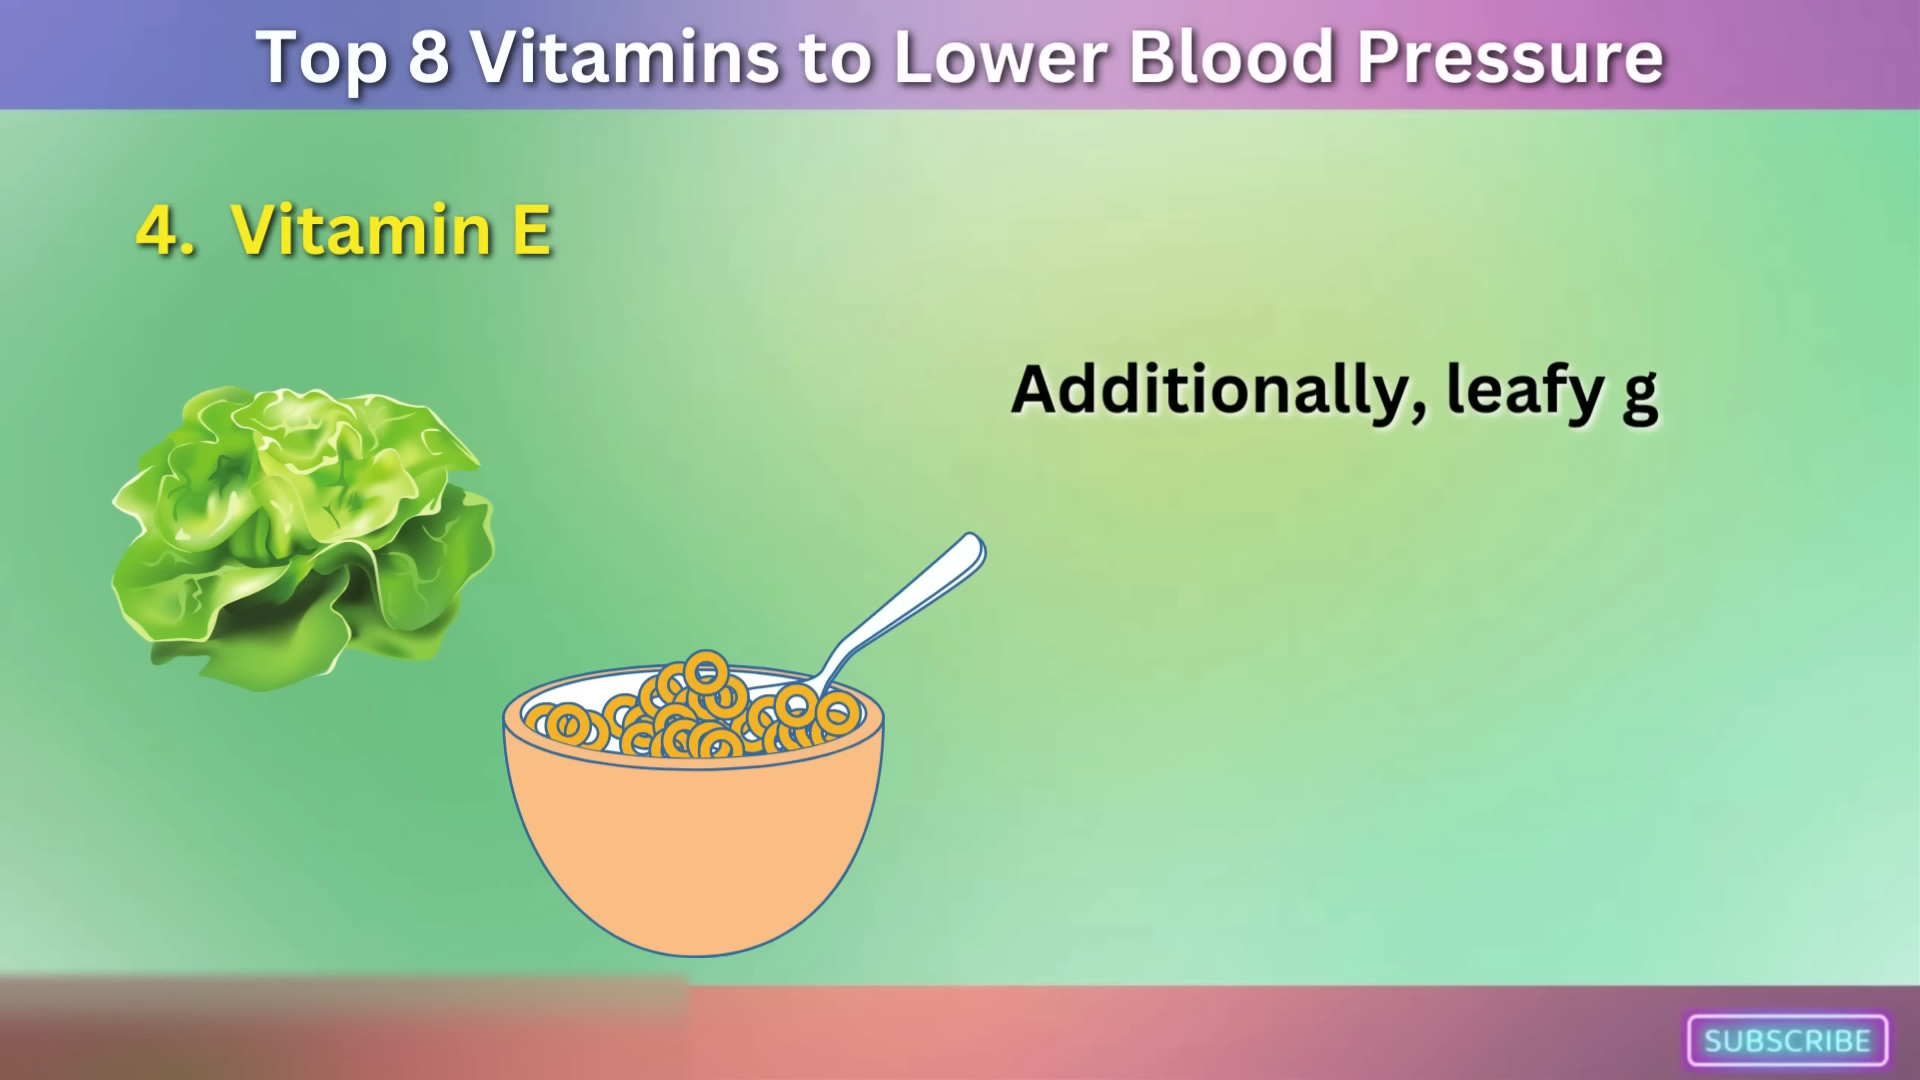 Top 8 Vitamins to Lower Blood Pressure
4. Vitamin E
Additionally, leafy g
SUBSCRIBE